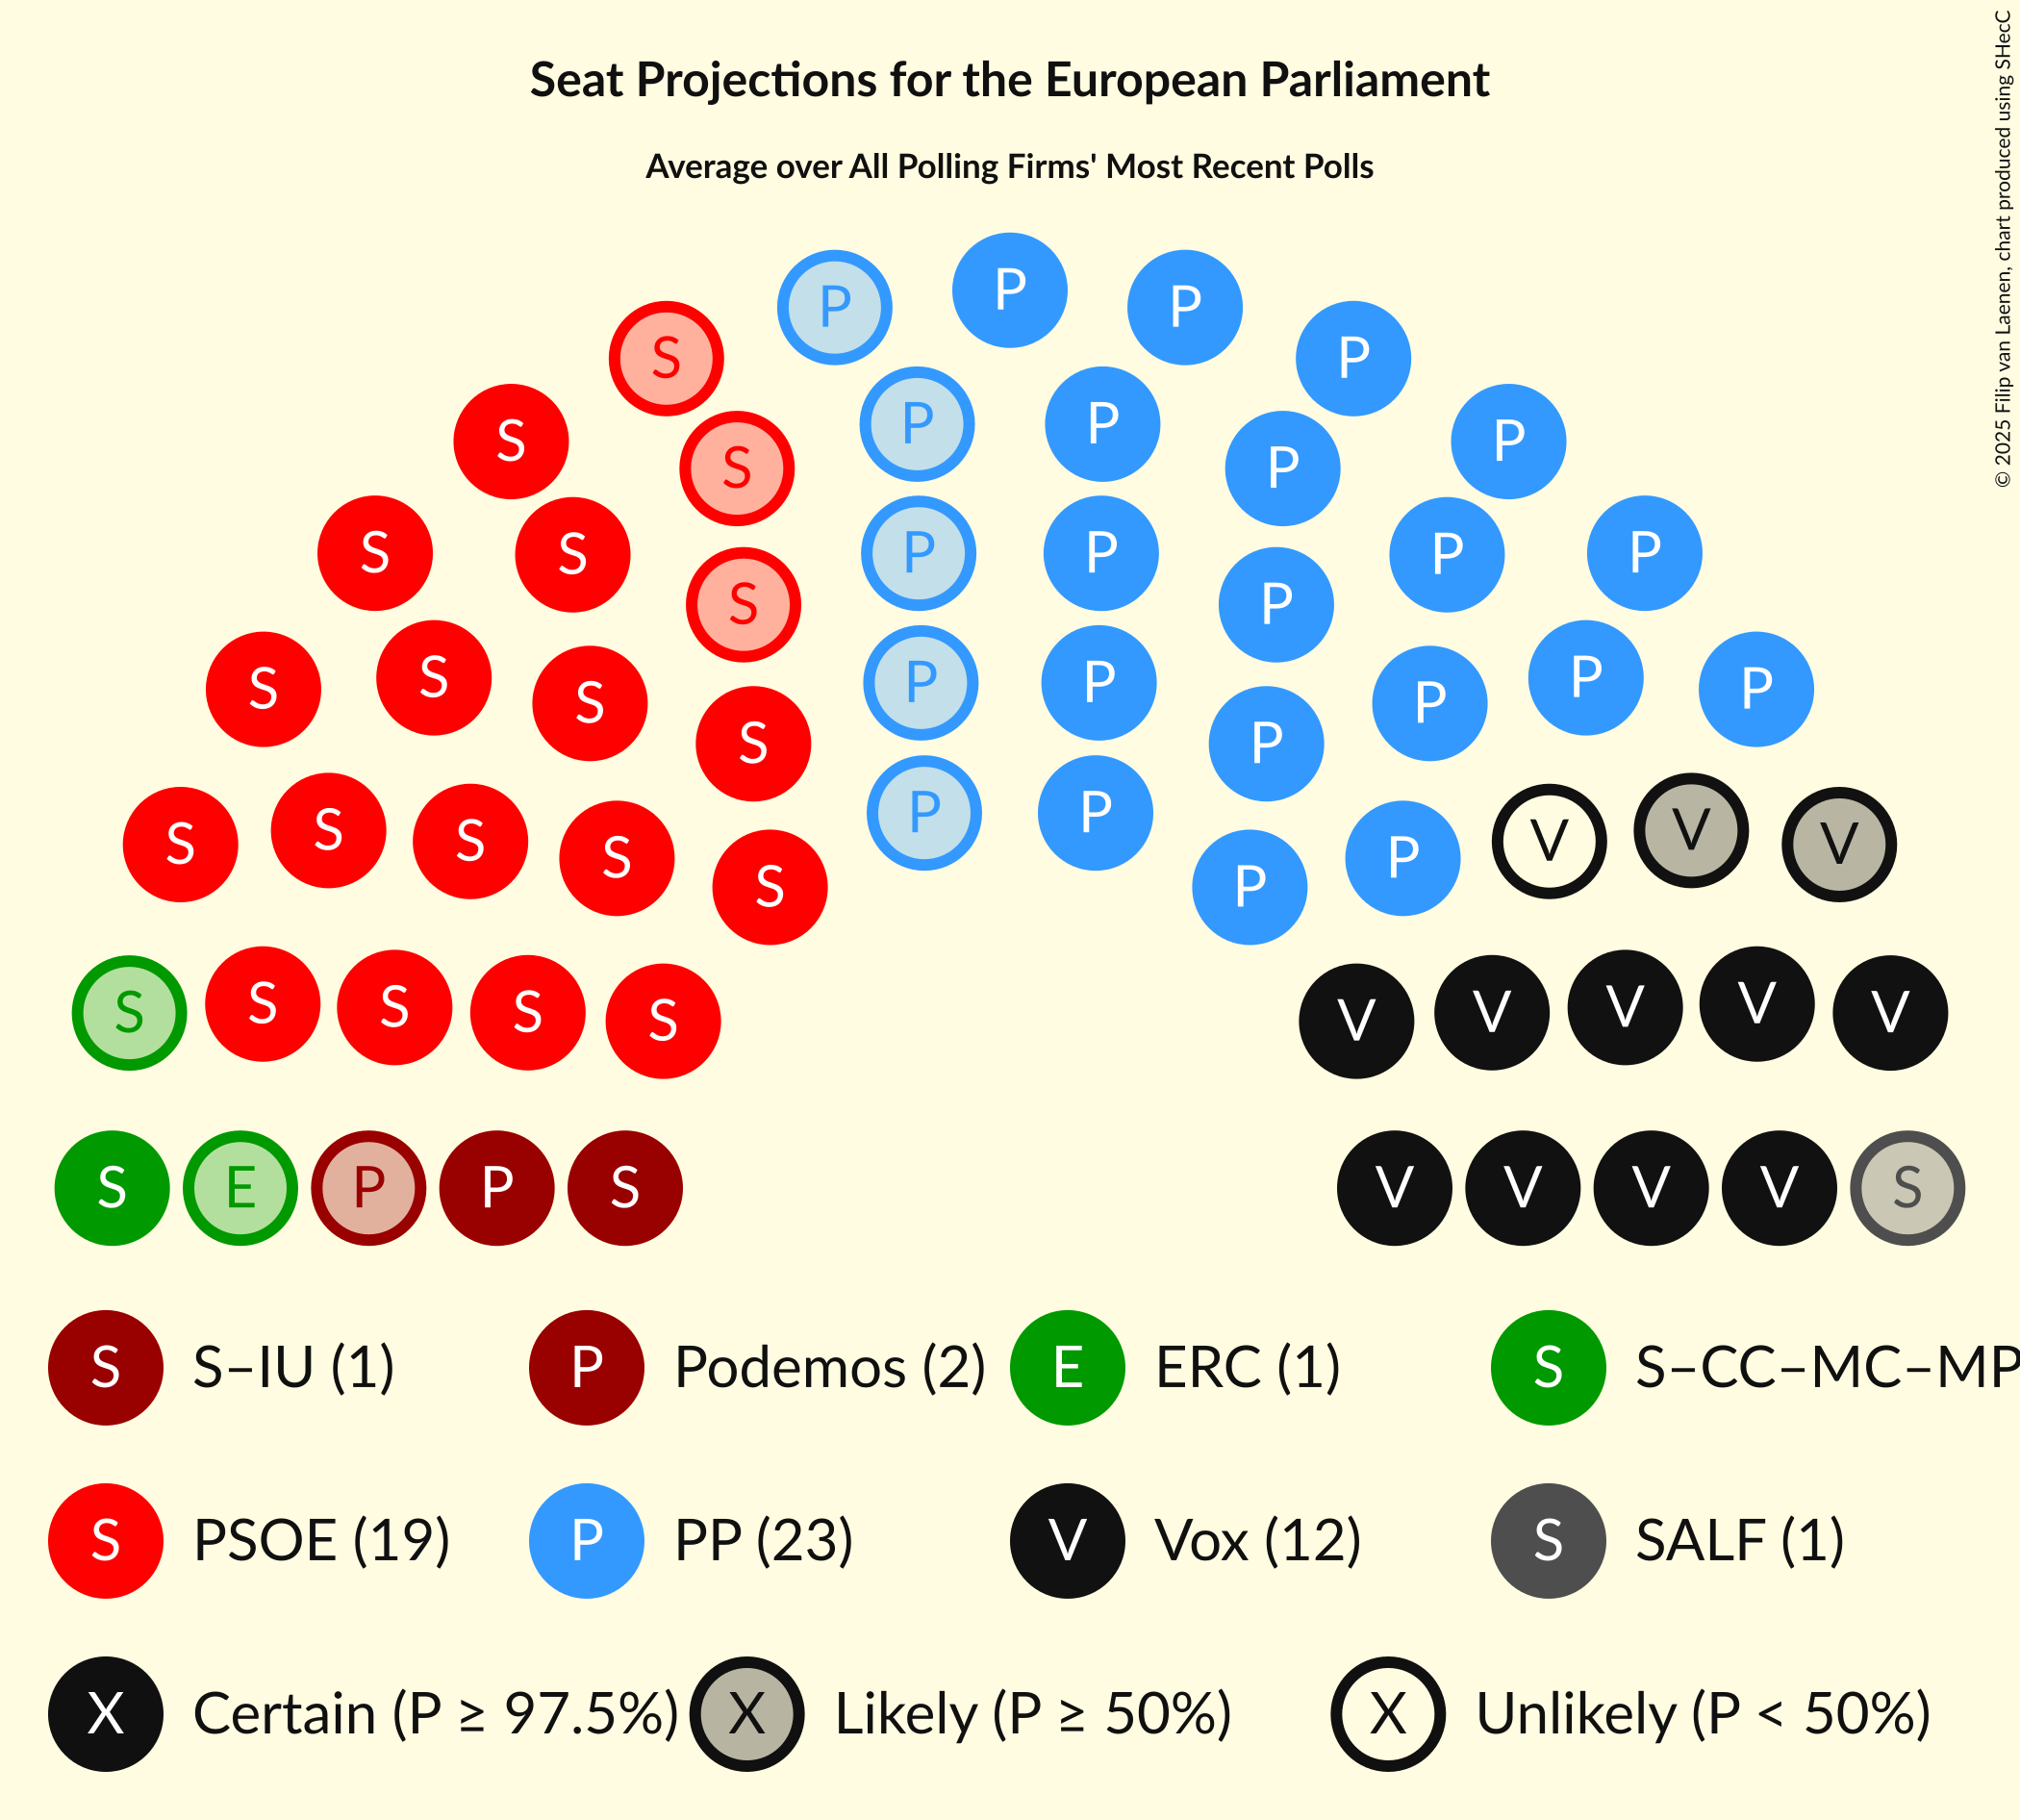 Seat Projections for the European Parliament
Average over All Polling Firms' Most Recent Polls
© 2025 Filip van Laenen, chart produced using SHecC
P P P
S P
P P
S P
S P
S S P P P P
S P
S S S P P P P P
S P
P P
S S S S P V V V
S P
S S S S S V V V V V
S E P P S V V V V S
S S–IU (1) P Podemos (2) E ERC (1) S S–CC–MC–MP
S PSOE (19) P PP (23) V Vox (12) S SALF (1)
X Certain (P ≥ 97.5%) X Likely (P ≥ 50%) X Unlikely (P < 50%)